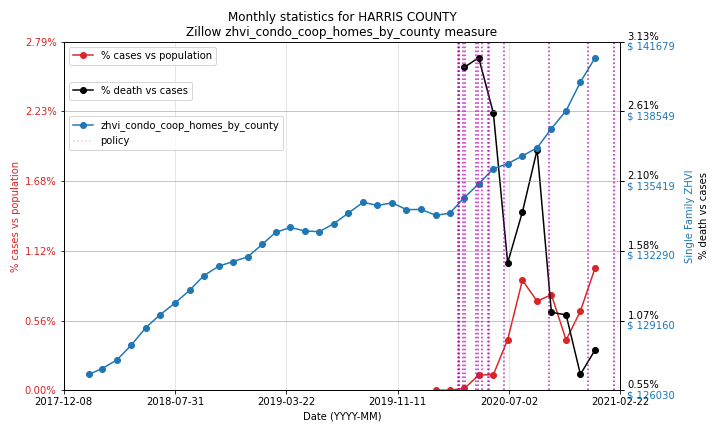 Monthly statistics for HARRIS COUNTY
Zillow zhvi_condo_coop_homes_by_county measure
% cases vs population
% death vs cases
zhvi_condo_coop_homes_by_county
policy
2.79%
2.23%
1.68%
1.12%
0.56%
0.00%
% cases vs population
3.13%
$ 141679
2.61%
$ 138549
2.10%
$ 135419
1.58%
$ 132290
1.07%
$ 129160
0.55%
$ 126030
Single Family ZHVI
% death vs cases
2017-12-08
2018-07-31
2019-03-22
2019-11-11
2020-07-02
2021-02-22
Date (YYYY-MM)